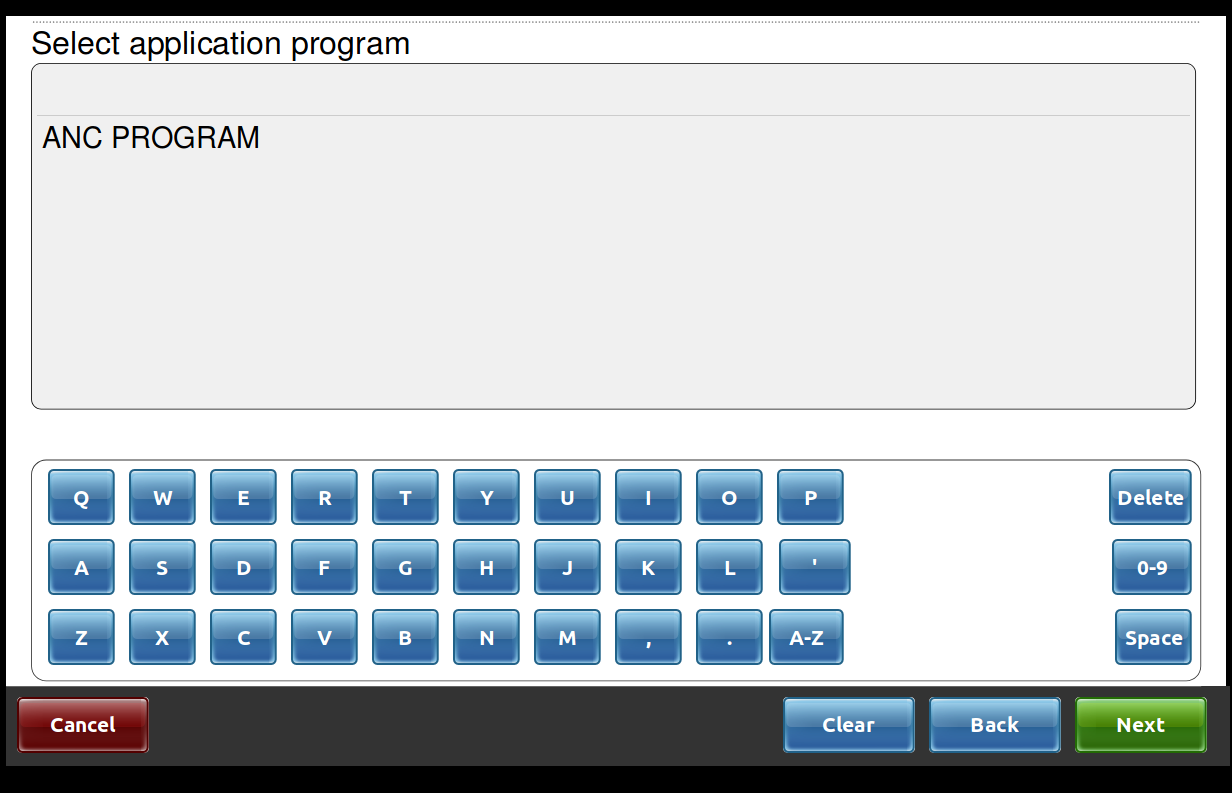 Select application program
ANC PROGRAM
Q W E R T Y U I O P Delete
A S D F G H J K L ' 0-9
Z X C V B N M , . A-Z Space
Cancel Clear Back Next